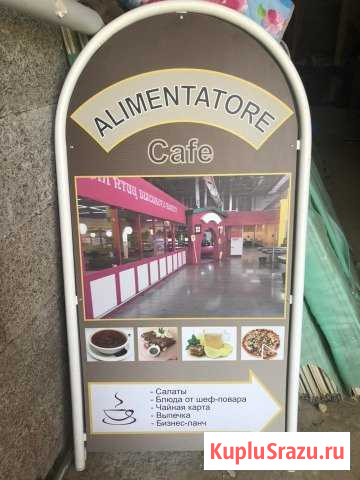 ALIMENTATORE
Cafe
- Салаты
- Блюда от шеф-повара
- Чайная карта
- Выпечка
- Бизнес-ланч
KupluSrazu.ru